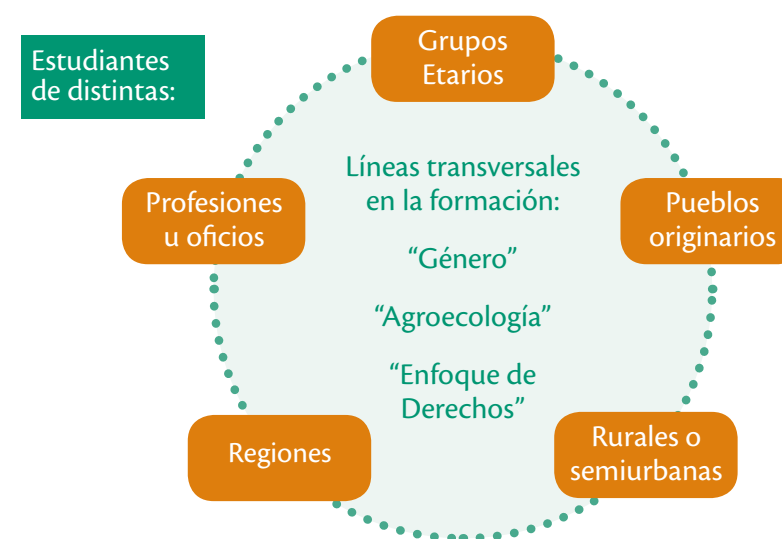 Estudiantes
de distintas:
Grupos
Etarios
Profesiones
u oficios
Líneas transversales
en la formación:
“Género”
“Agroecología”
“Enfoque de
Derechos”
Pueblos
originarios
Regiones
Rurales o
semiurbanas